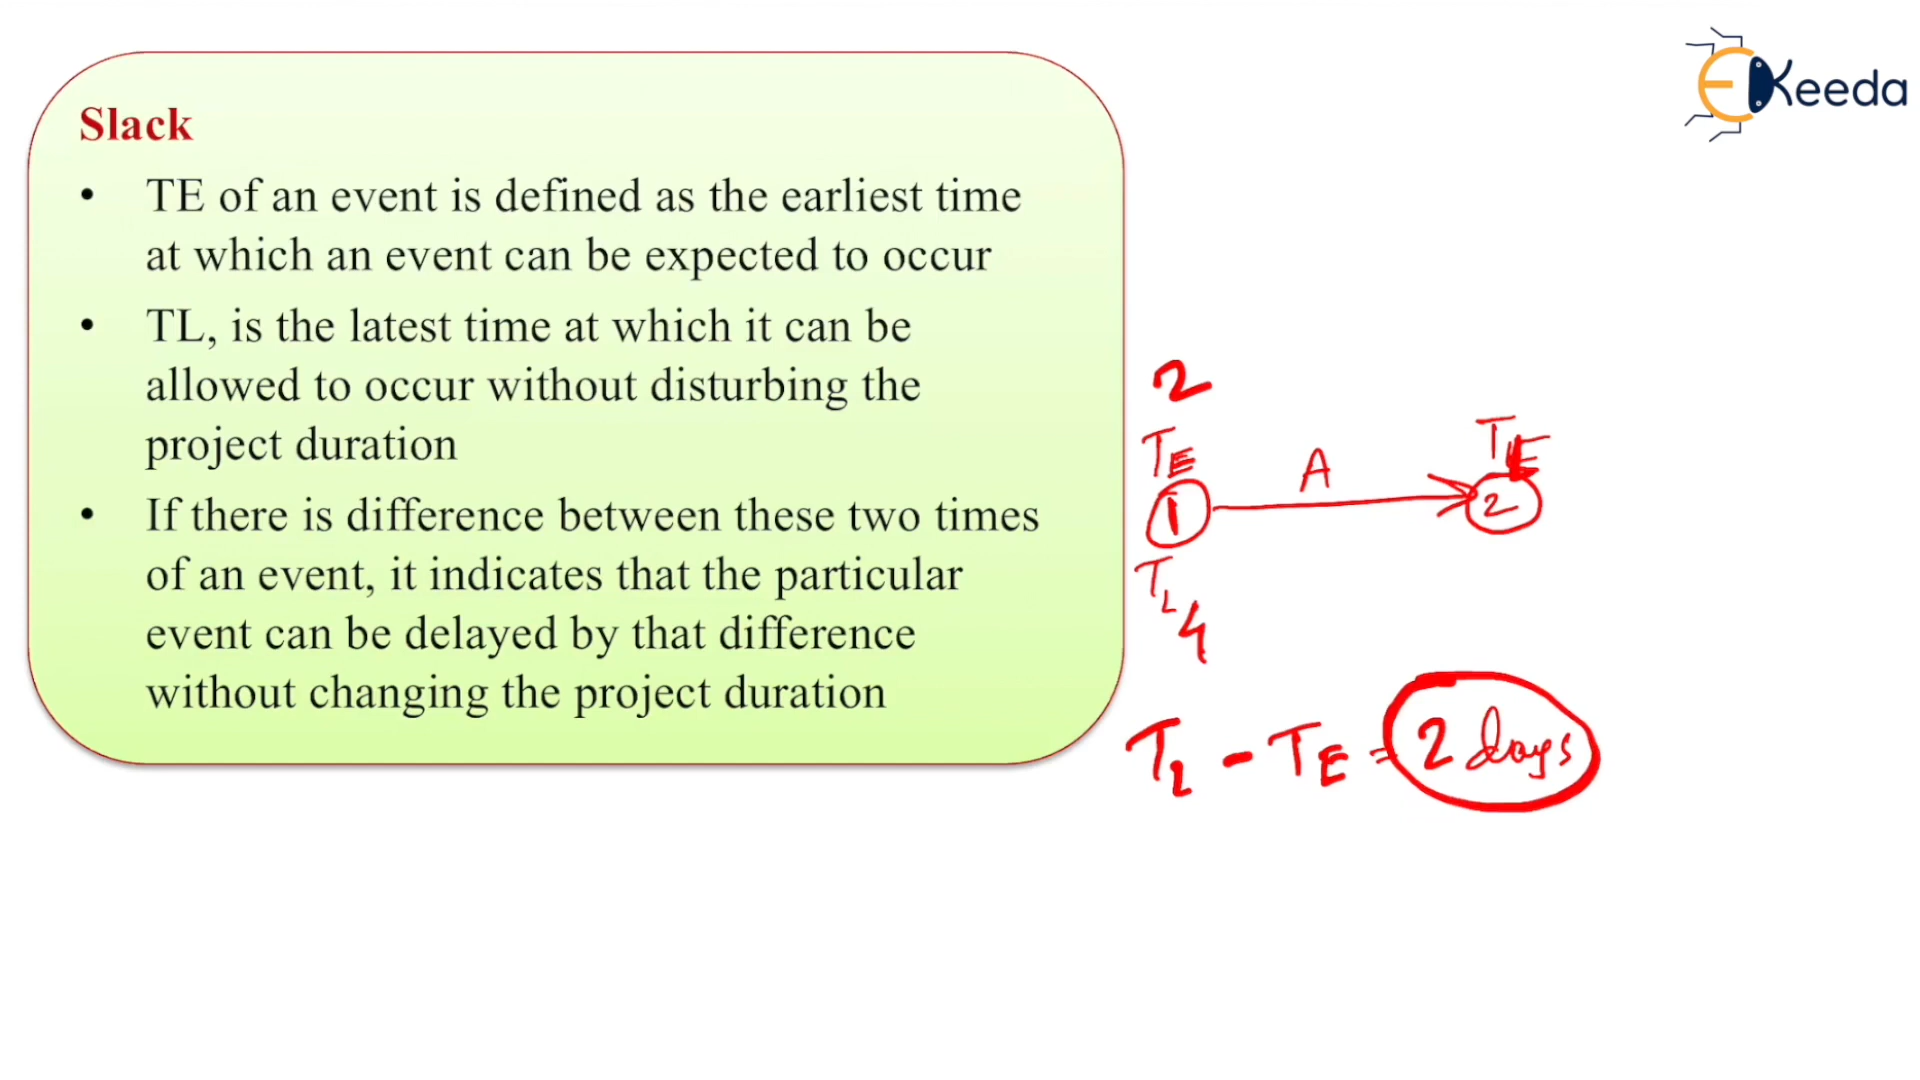 EKeeda
Slack
• TE of an event is defined as the earliest time
at which an event can be expected to occur
• TL, is the latest time at which it can be
allowed to occur without disturbing the
project duration
• If there is difference between these two times
of an event, it indicates that the particular
event can be delayed by that difference
without changing the project duration
2
TE
A
TE
1
2
TL
4
TL - TE = 2 days